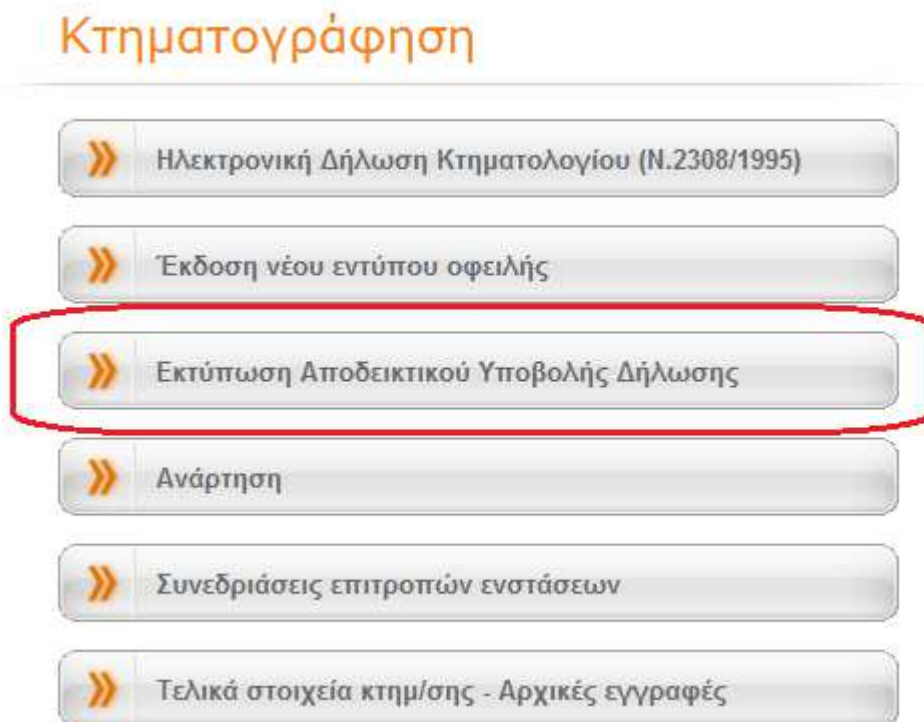 Κτηματογράφηση
Ηλεκτρονική Δήλωση Κτηματολογίου (Ν.2308/1995)
Έκδοση νέου εντύπου οφειλής
Εκτύπωση Αποδεικτικού Υποβολής Δήλωσης
Ανάρτηση
Συνεδριάσεις επιτροπών ενστάσεων
Τελικά στοιχεία κτημ/σης - Αρχικές εγγραφές